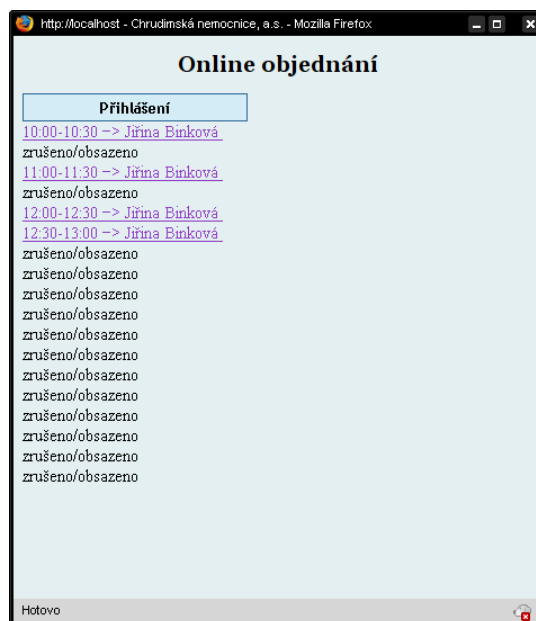 http://localhost - Chrudimská nemocnice, a.s. - Mozilla Firefox
Online objednání
Přihlášení
10:00-10:30 -> Jiřina Binková
zrušeno/obsazeno
11:00-11:30 -> Jiřina Binková
zrušeno/obsazeno
12:00-12:30 -> Jiřina Binková
12:30-13:00 -> Jiřina Binková
zrušeno/obsazeno
zrušeno/obsazeno
zrušeno/obsazeno
zrušeno/obsazeno
zrušeno/obsazeno
zrušeno/obsazeno
zrušeno/obsazeno
zrušeno/obsazeno
zrušeno/obsazeno
zrušeno/obsazeno
zrušeno/obsazeno
zrušeno/obsazeno
Hotovo